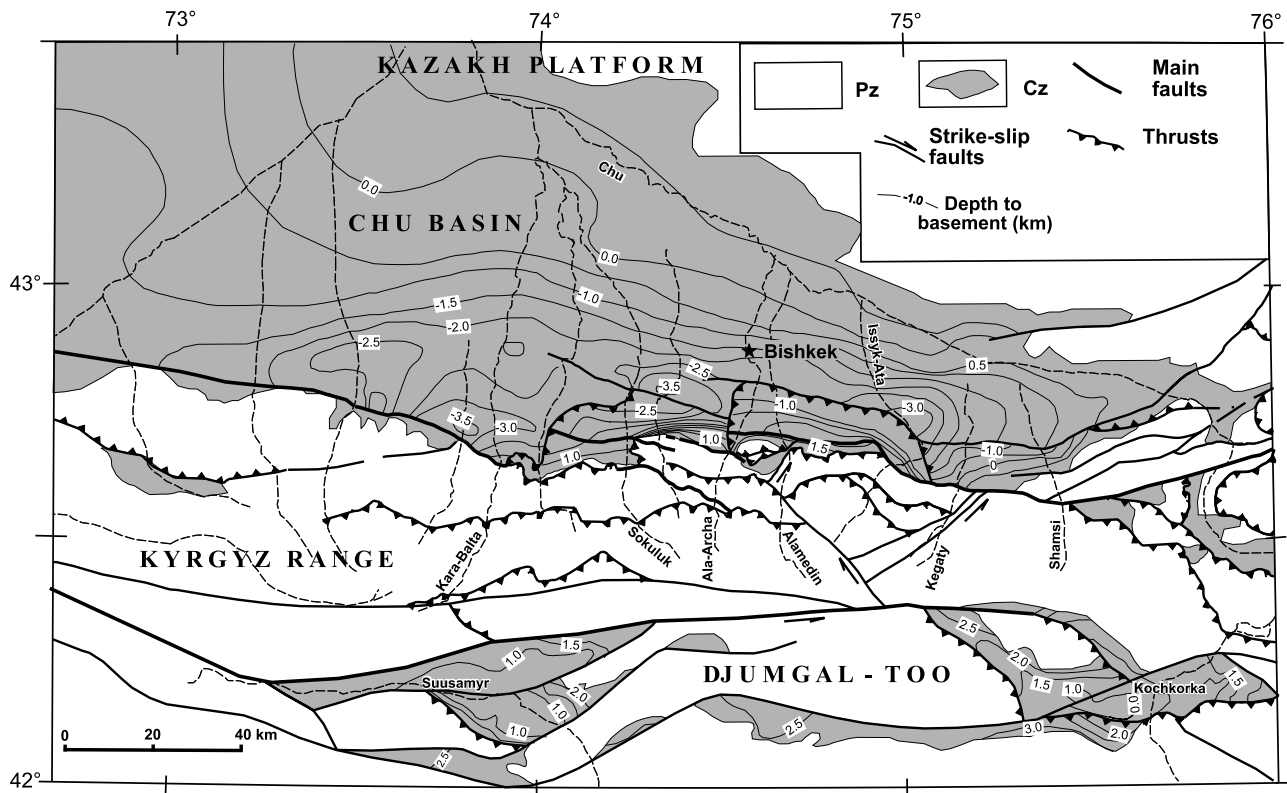 73°
74°
75°
76°
KAZAKH PLATFORM
Pz
Cz
Main
faults
Strike-slip
faults
Thrusts
-1.0
Depth to
basement (km)
Chu
0.0
CHU BASIN
0.0
43°
-1.0
-1.5
-2.0
-2.5
Bishkek
Issyk-Ata
0.5
-2.5
-3.5
-2.5
-1.0
-3.0
-3.5
-3.0
1.0
1.5
-1.0
0
1.0
KYRGYZ RANGE
Kara-Balta
Sokuluk
Ala-Archa
Alamedin
Kegaty
Shamsi
2.5
1.5
1.0
2.0
Suusamyr
2.0
1.0
1.0
DJUMGAL - TOO
1.5
1.0
Kochkorka
1.5
0.0
2.5
3.0
2.0
2.5
0
20
40 km
42°